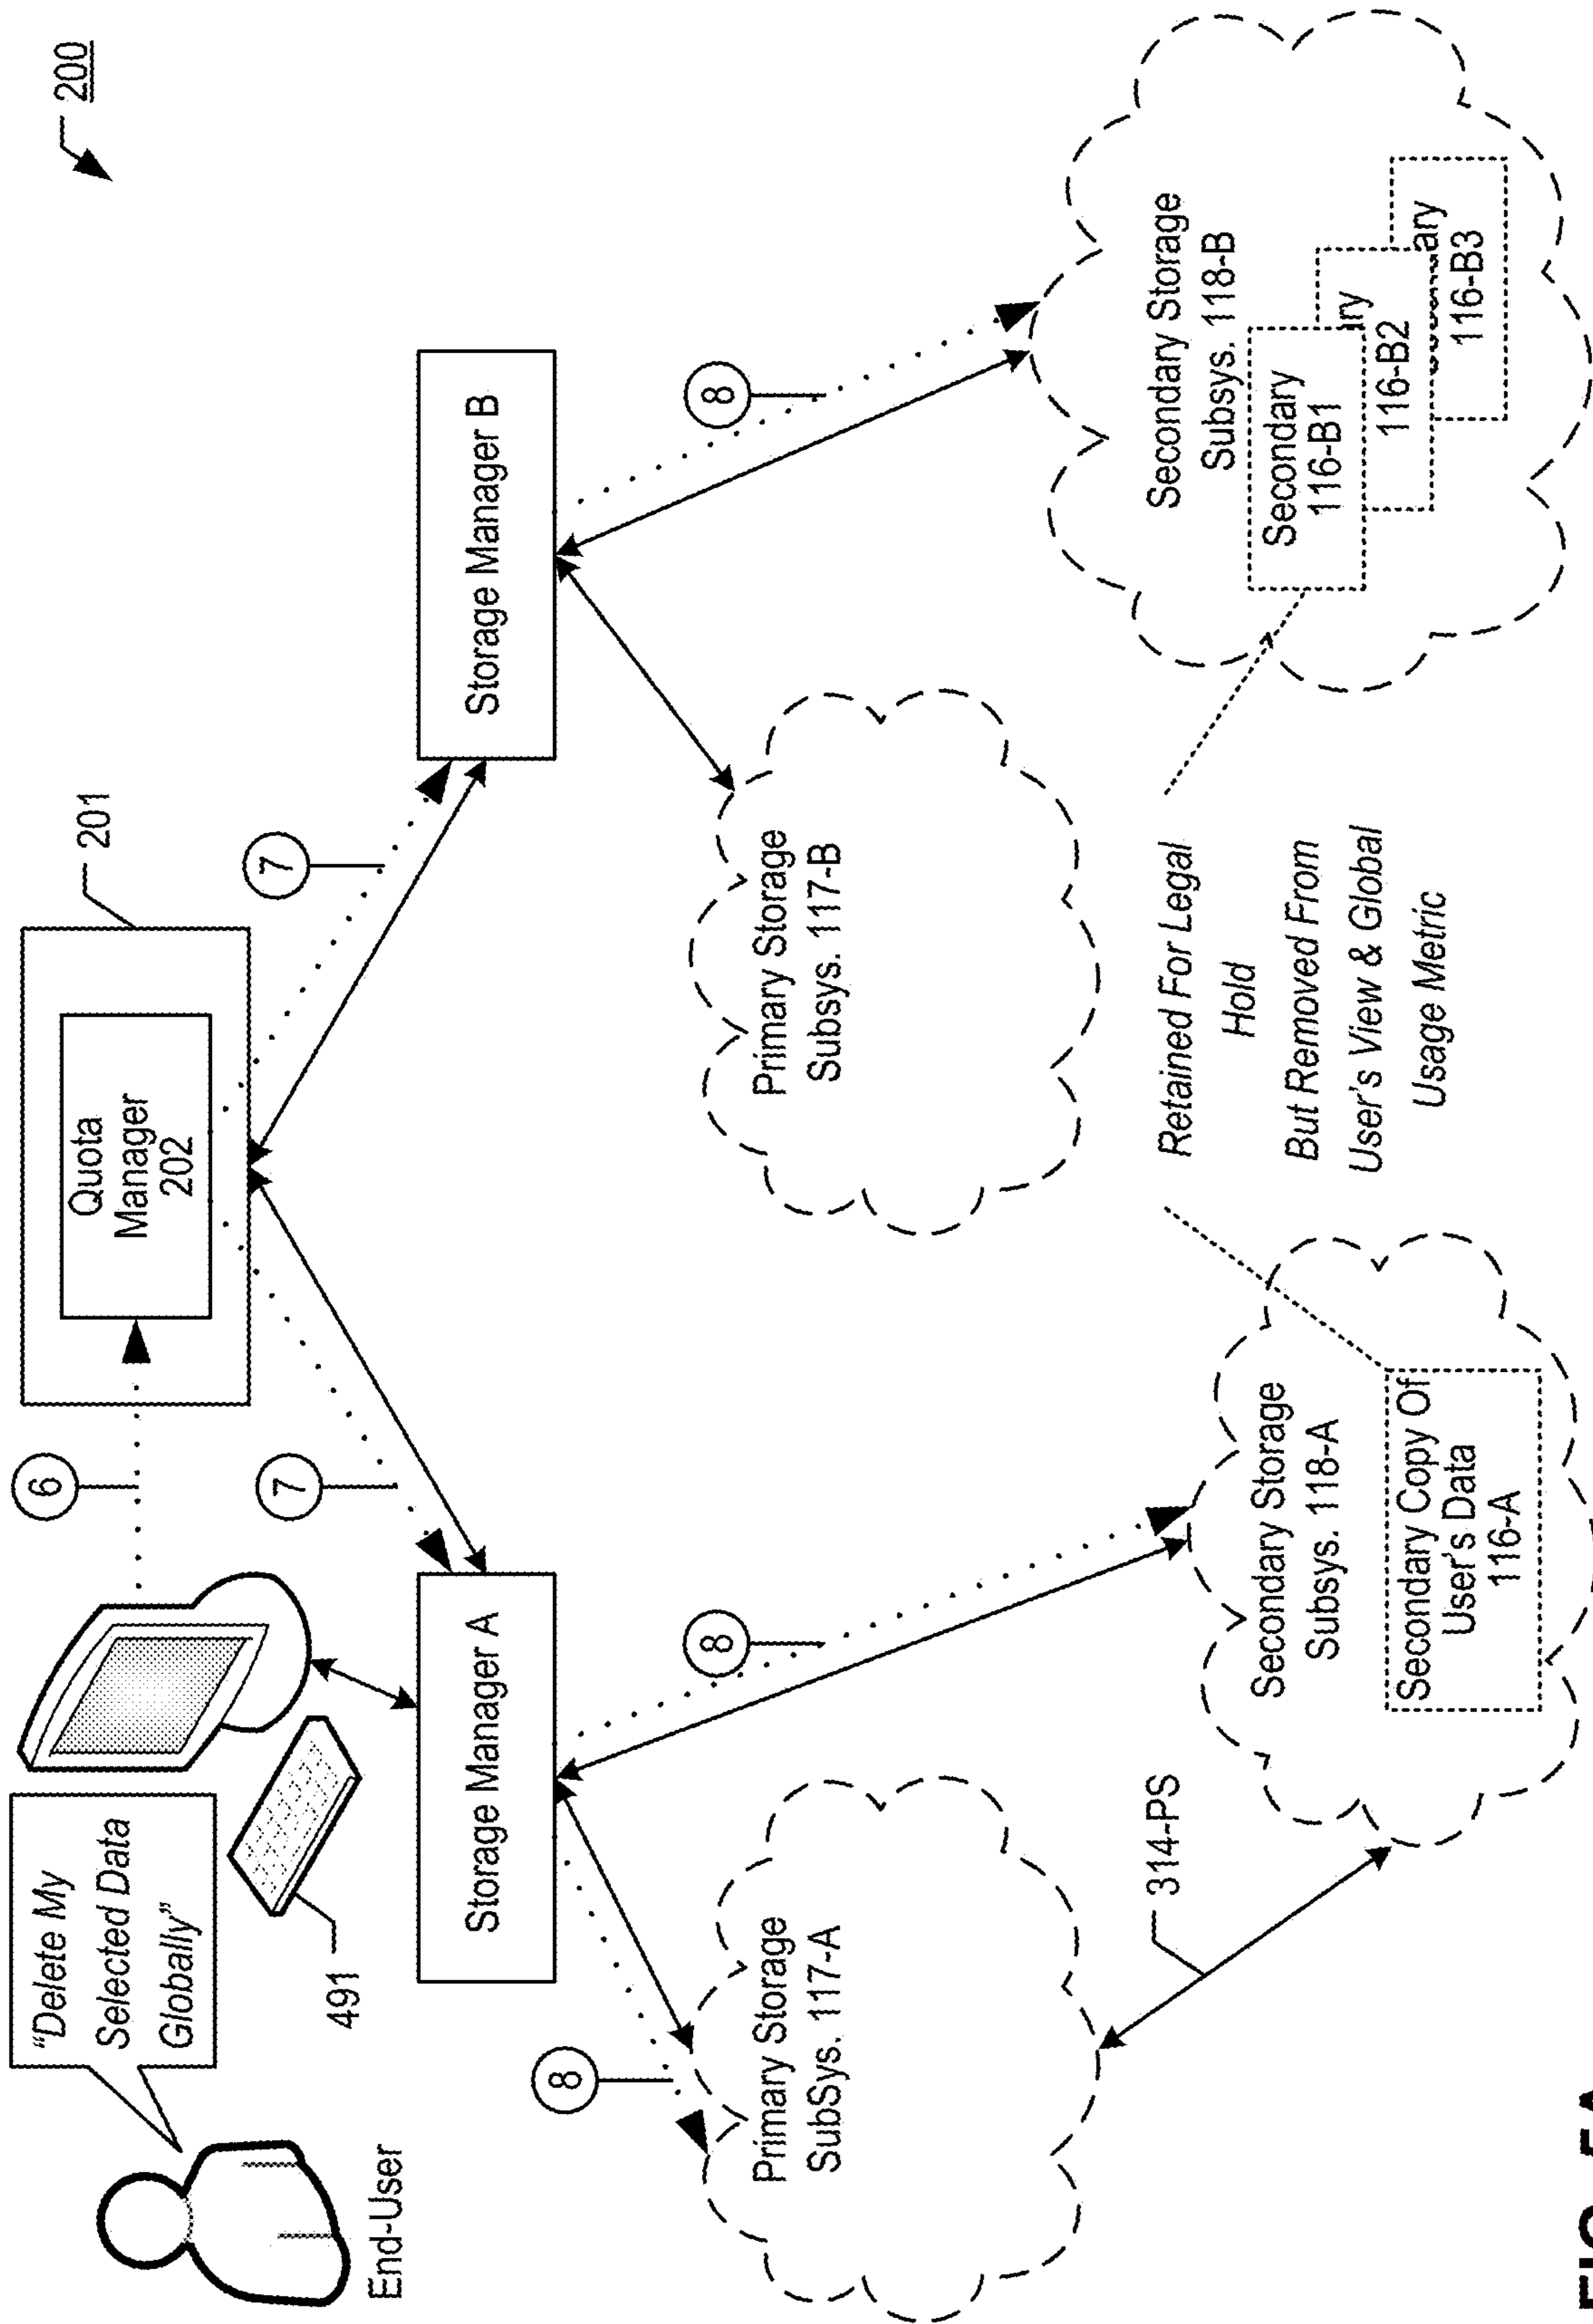 200
"Delete My
Selected Data
Globally"
End-User
491
6
Quota
Manager
202
201
7
7
Storage Manager A
Storage Manager B
8
8
8
Primary Storage
SubSys. 117-A
Primary Storage
Subsys. 117-B
314-PS
Secondary Storage
Subsys. 118-A
Secondary Copy Of
User's Data
116-A
Retained For Legal
Hold
But Removed From
User's View & Global
Usage Metric
Secondary Storage
Subsys. 118-B
Secondary
116-B1
116-B2
116-B3
FIG. 5A